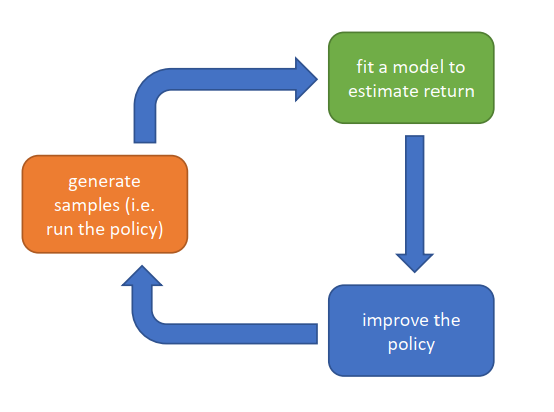 fit a model to
estimate return
generate
samples (i.e.
run the policy)
improve the
policy